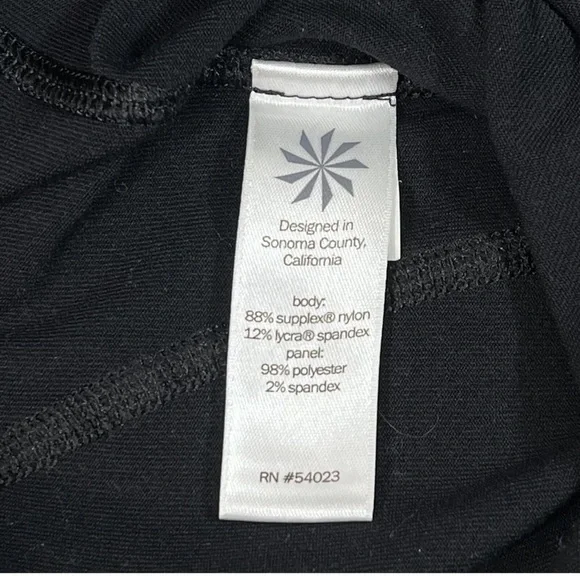 Designed in
Sonoma County,
California
body:
88% supplex® nylon
12% lycra® spandex
panel:
98% polyester
2% spandex
RN #54023